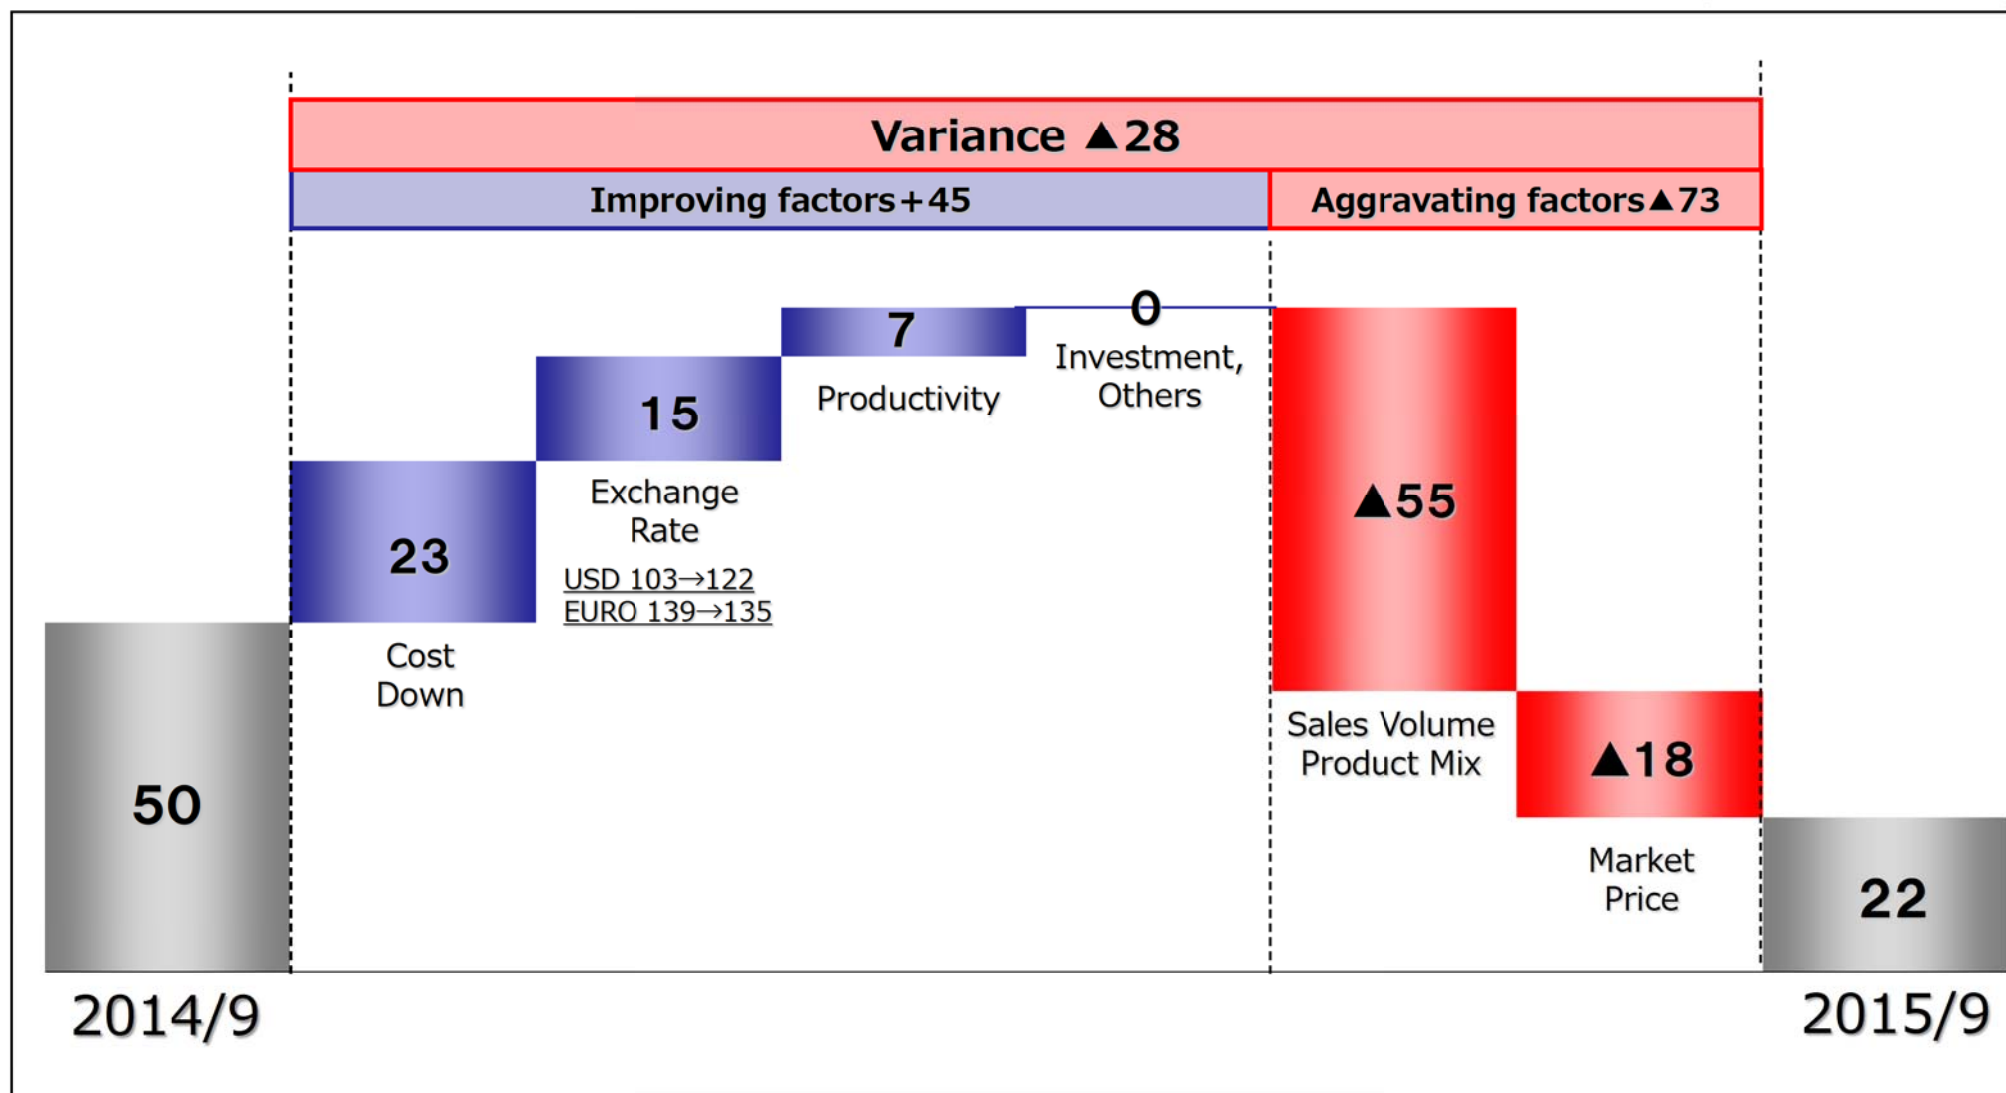 Variance ▲28
Improving factors+45
Aggravating factors▲73
50
23
Cost
Down
15
Exchange
Rate
USD 103→122
EURO 139→135
7
Productivity
0
Investment,
Others
▲55
Sales Volume
Product Mix
▲18
Market
Price
22
2014/9
2015/9